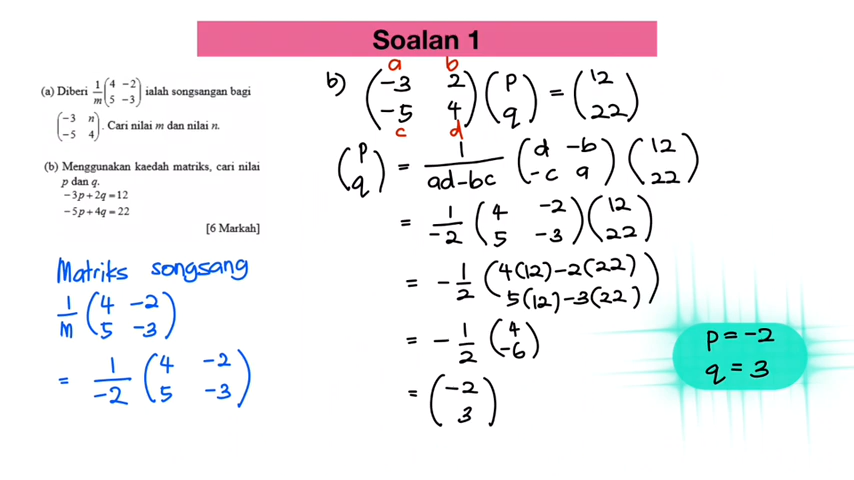 Soalan 1
(a) Diberi 1/m (4 −2 / 5 −3) ialah songsangan bagi
(−3 n / −5 4). Cari nilai m dan nilai n.
(b) Menggunakan kaedah matriks, cari nilai
p dan q.
−3p+2q=12
−5p+4q=22
[6 Markah]
Matriks songsang
1/m (4 −2 / 5 −3)
= 1/−2 (4 −2 / 5 −3)
a b
b) (−3 2 / −5 4) (p / q) = (12 / 22)
c d
(p / q) = 1/ad−bc (d −b / −c a) (12 / 22)
= 1/−2 (4 −2 / 5 −3) (12 / 22)
= −1/2 (4(12)−2(22) / 5(12)−3(22))
= −1/2 (4 / −6)
= (−2 / 3)
p = −2
q = 3